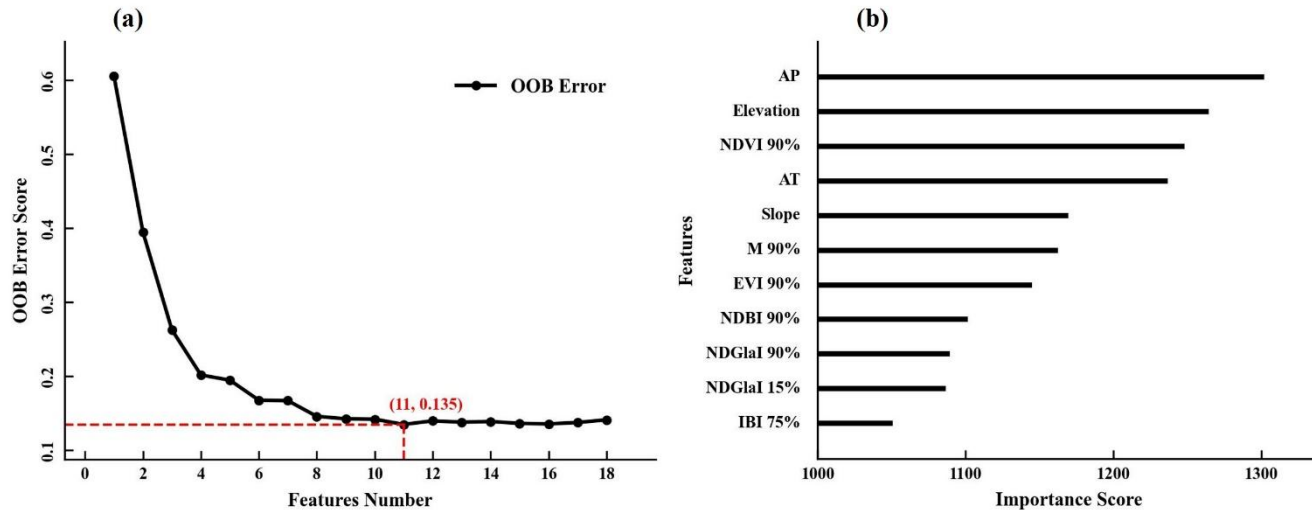 (a)
OOB Error Score
0.6
0.5
0.4
0.3
0.2
0.1
OOB Error
(11, 0.135)
0 2 4 6 8 10 12 14 16 18
Features Number
(b)
Features
AP
Elevation
NDVI 90%
AT
Slope
M 90%
EVI 90%
NDBI 90%
NDGlaI 90%
NDGlaI 15%
IBI 75%
1000 1100 1200 1300
Importance Score